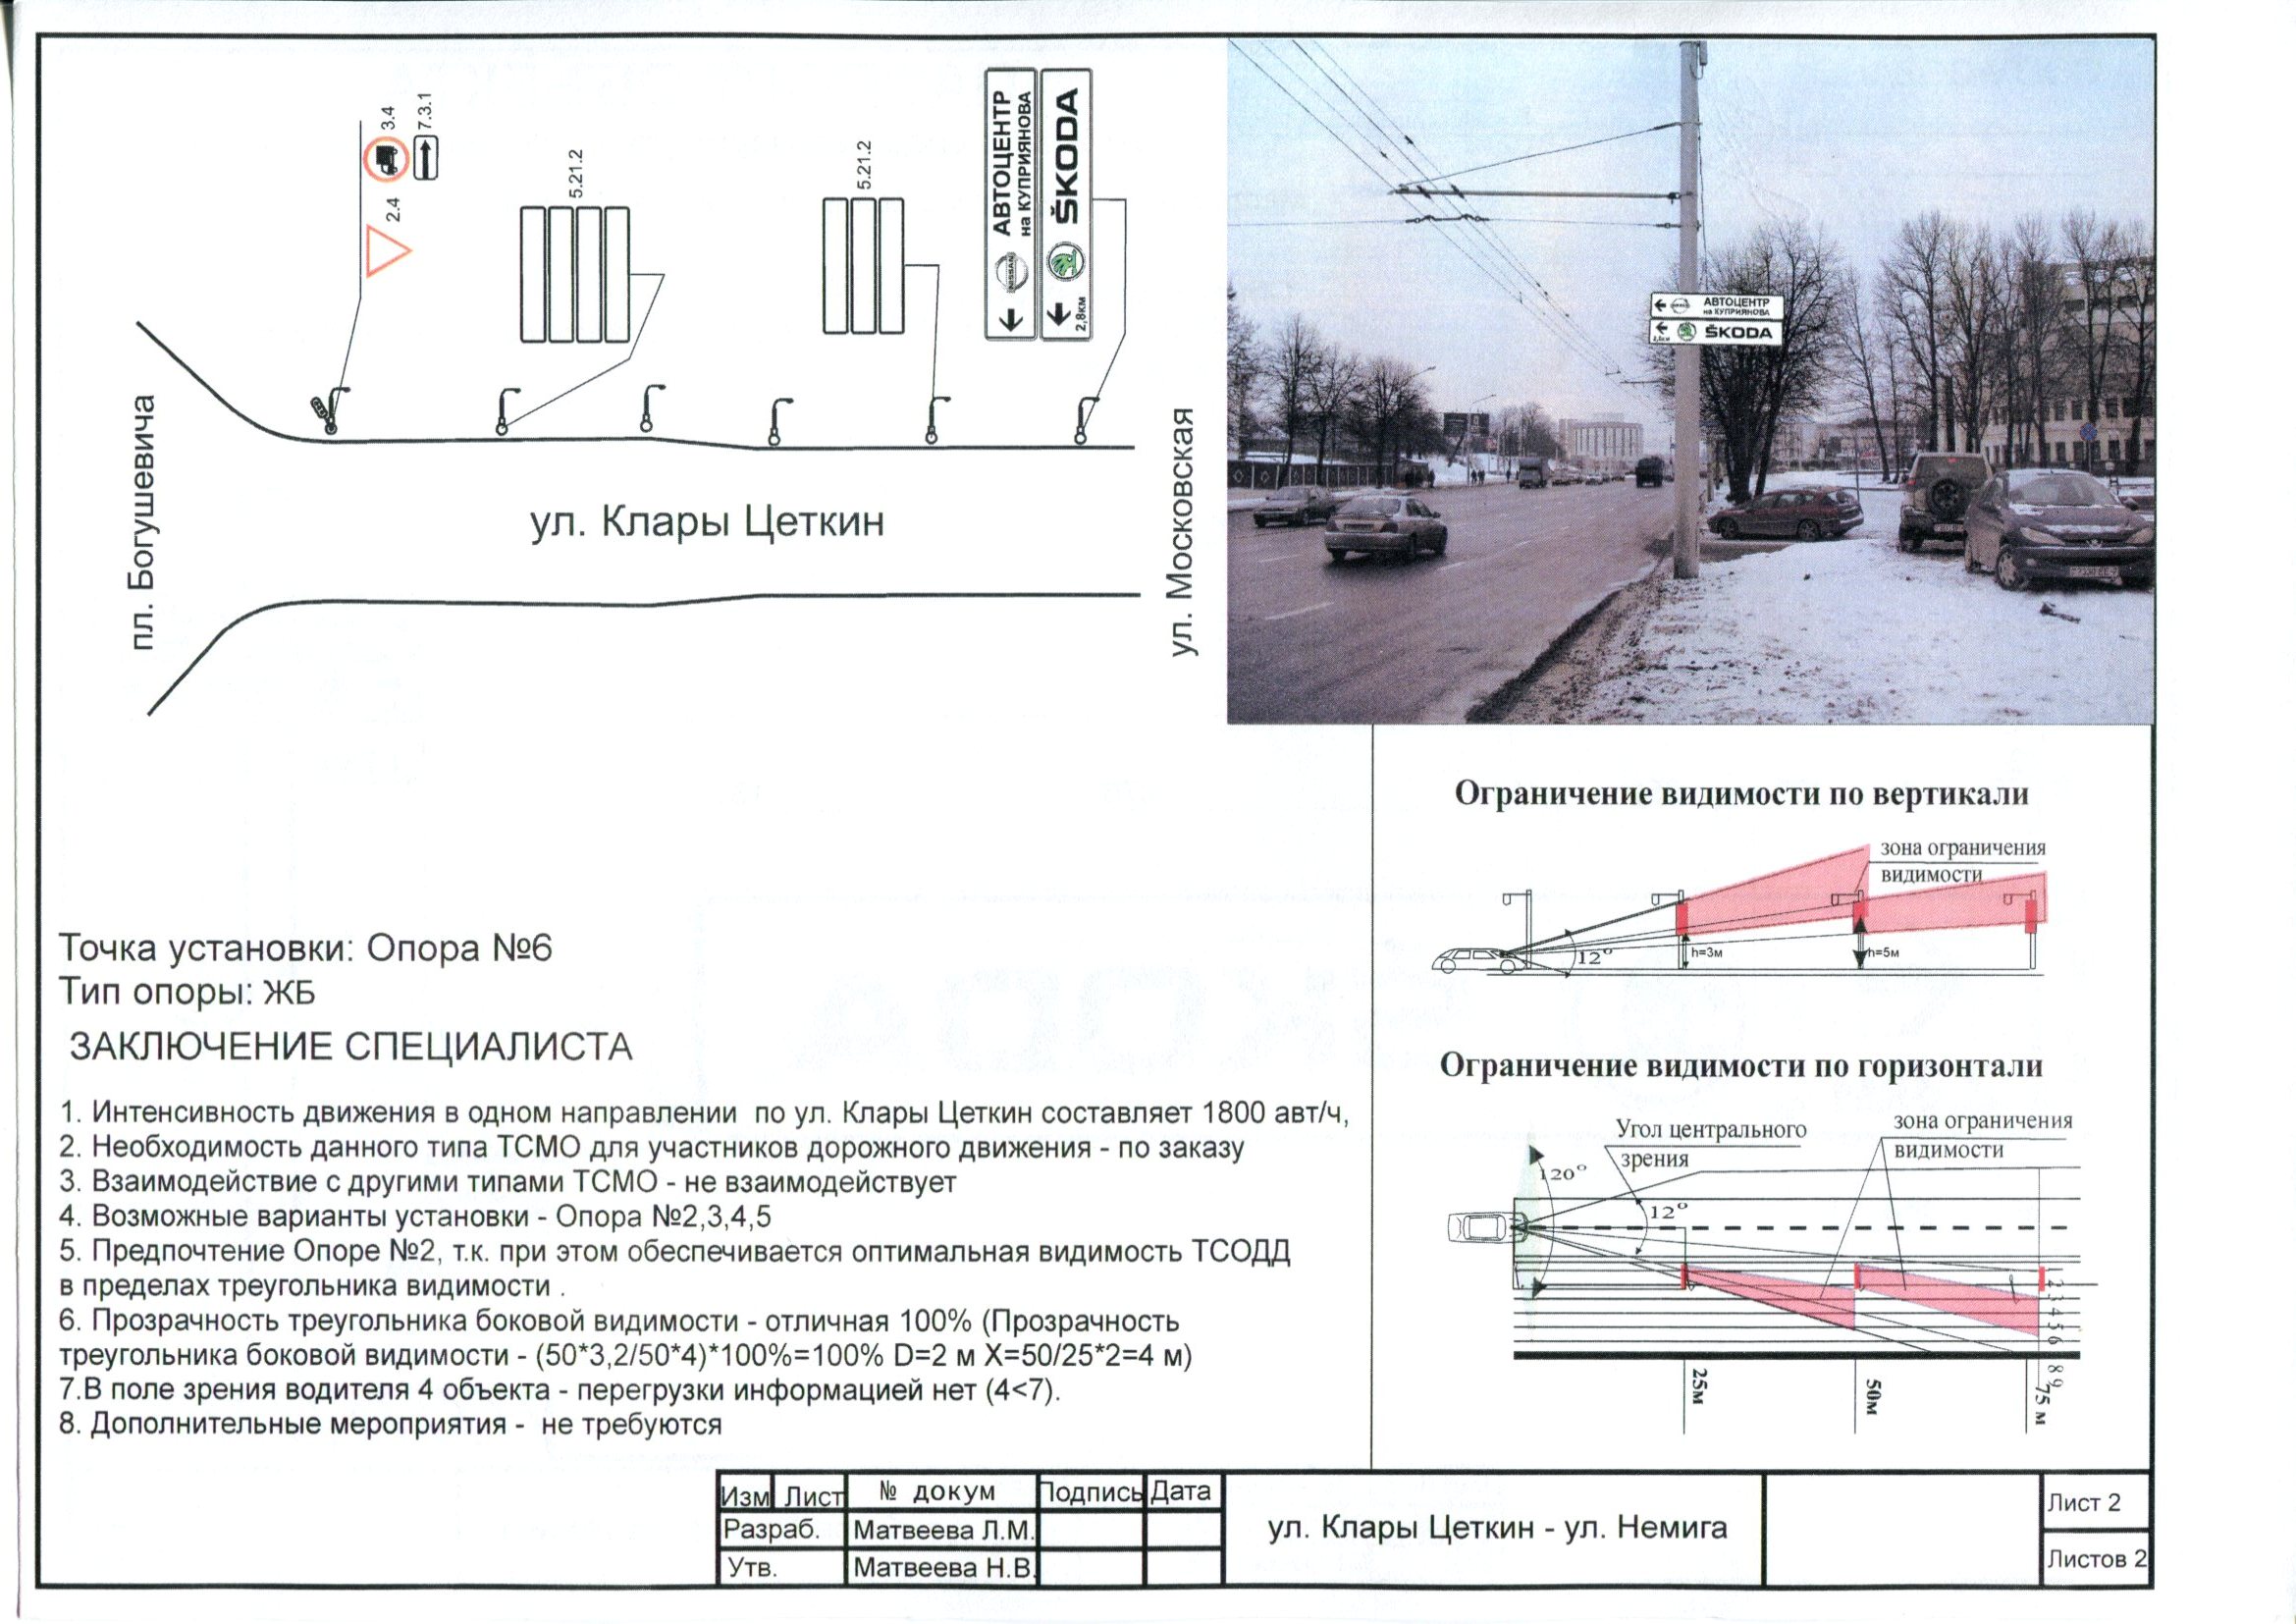 3.4
7.3.1
2.4
5.21.2
5.21.2
АВТОЦЕНТР
на КУПРИЯНОВА
NISSAN
ŠKODA
2,8км
пл. Богушевича
ул. Клары Цеткин
ул. Московская
АВТОЦЕНТР
на КУПРИЯНОВА
ŠKODA
2,8км
Ограничение видимости по вертикали
зона ограничения
видимости
12°
h=3м
h=5м
Точка установки: Опора №6
Тип опоры: ЖБ
ЗАКЛЮЧЕНИЕ СПЕЦИАЛИСТА
1. Интенсивность движения в одном направлении по ул. Клары Цеткин составляет 1800 авт/ч,
2. Необходимость данного типа ТСМО для участников дорожного движения - по заказу
3. Взаимодействие с другими типами ТСМО - не взаимодействует
4. Возможные варианты установки - Опора №2,3,4,5
5. Предпочтение Опоре №2, т.к. при этом обеспечивается оптимальная видимость ТСОДД
в пределах треугольника видимости .
6. Прозрачность треугольника боковой видимости - отличная 100% (Прозрачность
треугольника боковой видимости - (50*3,2/50*4)*100%=100% D=2 м X=50/25*2=4 м)
7.В поле зрения водителя 4 объекта - перегрузки информацией нет (4<7).
8. Дополнительные мероприятия - не требуются
Ограничение видимости по горизонтали
Угол центрального
зрения
зона ограничения
видимости
120°
12°
2 3 4 5 6 8 9
25м
50м
75 м
Изм Лист № докум Подпись Дата
Разраб. Матвеева Л.М.
Утв. Матвеева Н.В.
ул. Клары Цеткин - ул. Немига
Лист 2
Листов 2